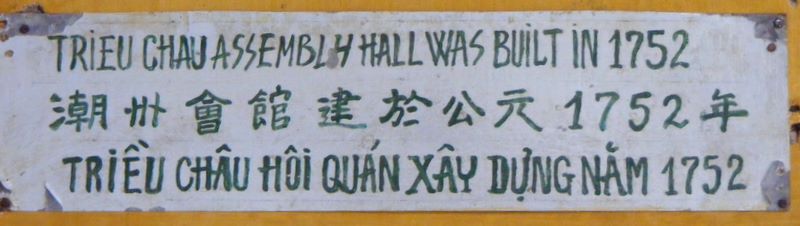 TRIEU CHAU ASSEMBLY HALL WAS BUILT IN 1752
潮州會館建於公元1752年
TRIỀU CHÂU HÔI QUÁN XÂY DỰNG NĂM 1752